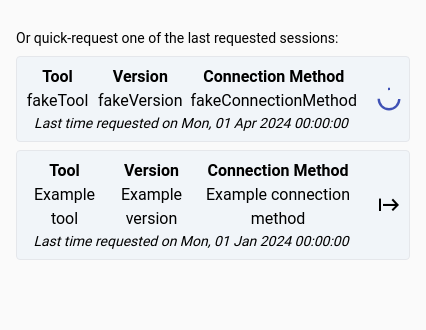 Or quick-request one of the last requested sessions:
Tool Version Connection Method
fakeTool fakeVersion fakeConnectionMethod
Last time requested on Mon, 01 Apr 2024 00:00:00
Tool Version Connection Method
Example Example Example connection
tool version method
Last time requested on Mon, 01 Jan 2024 00:00:00